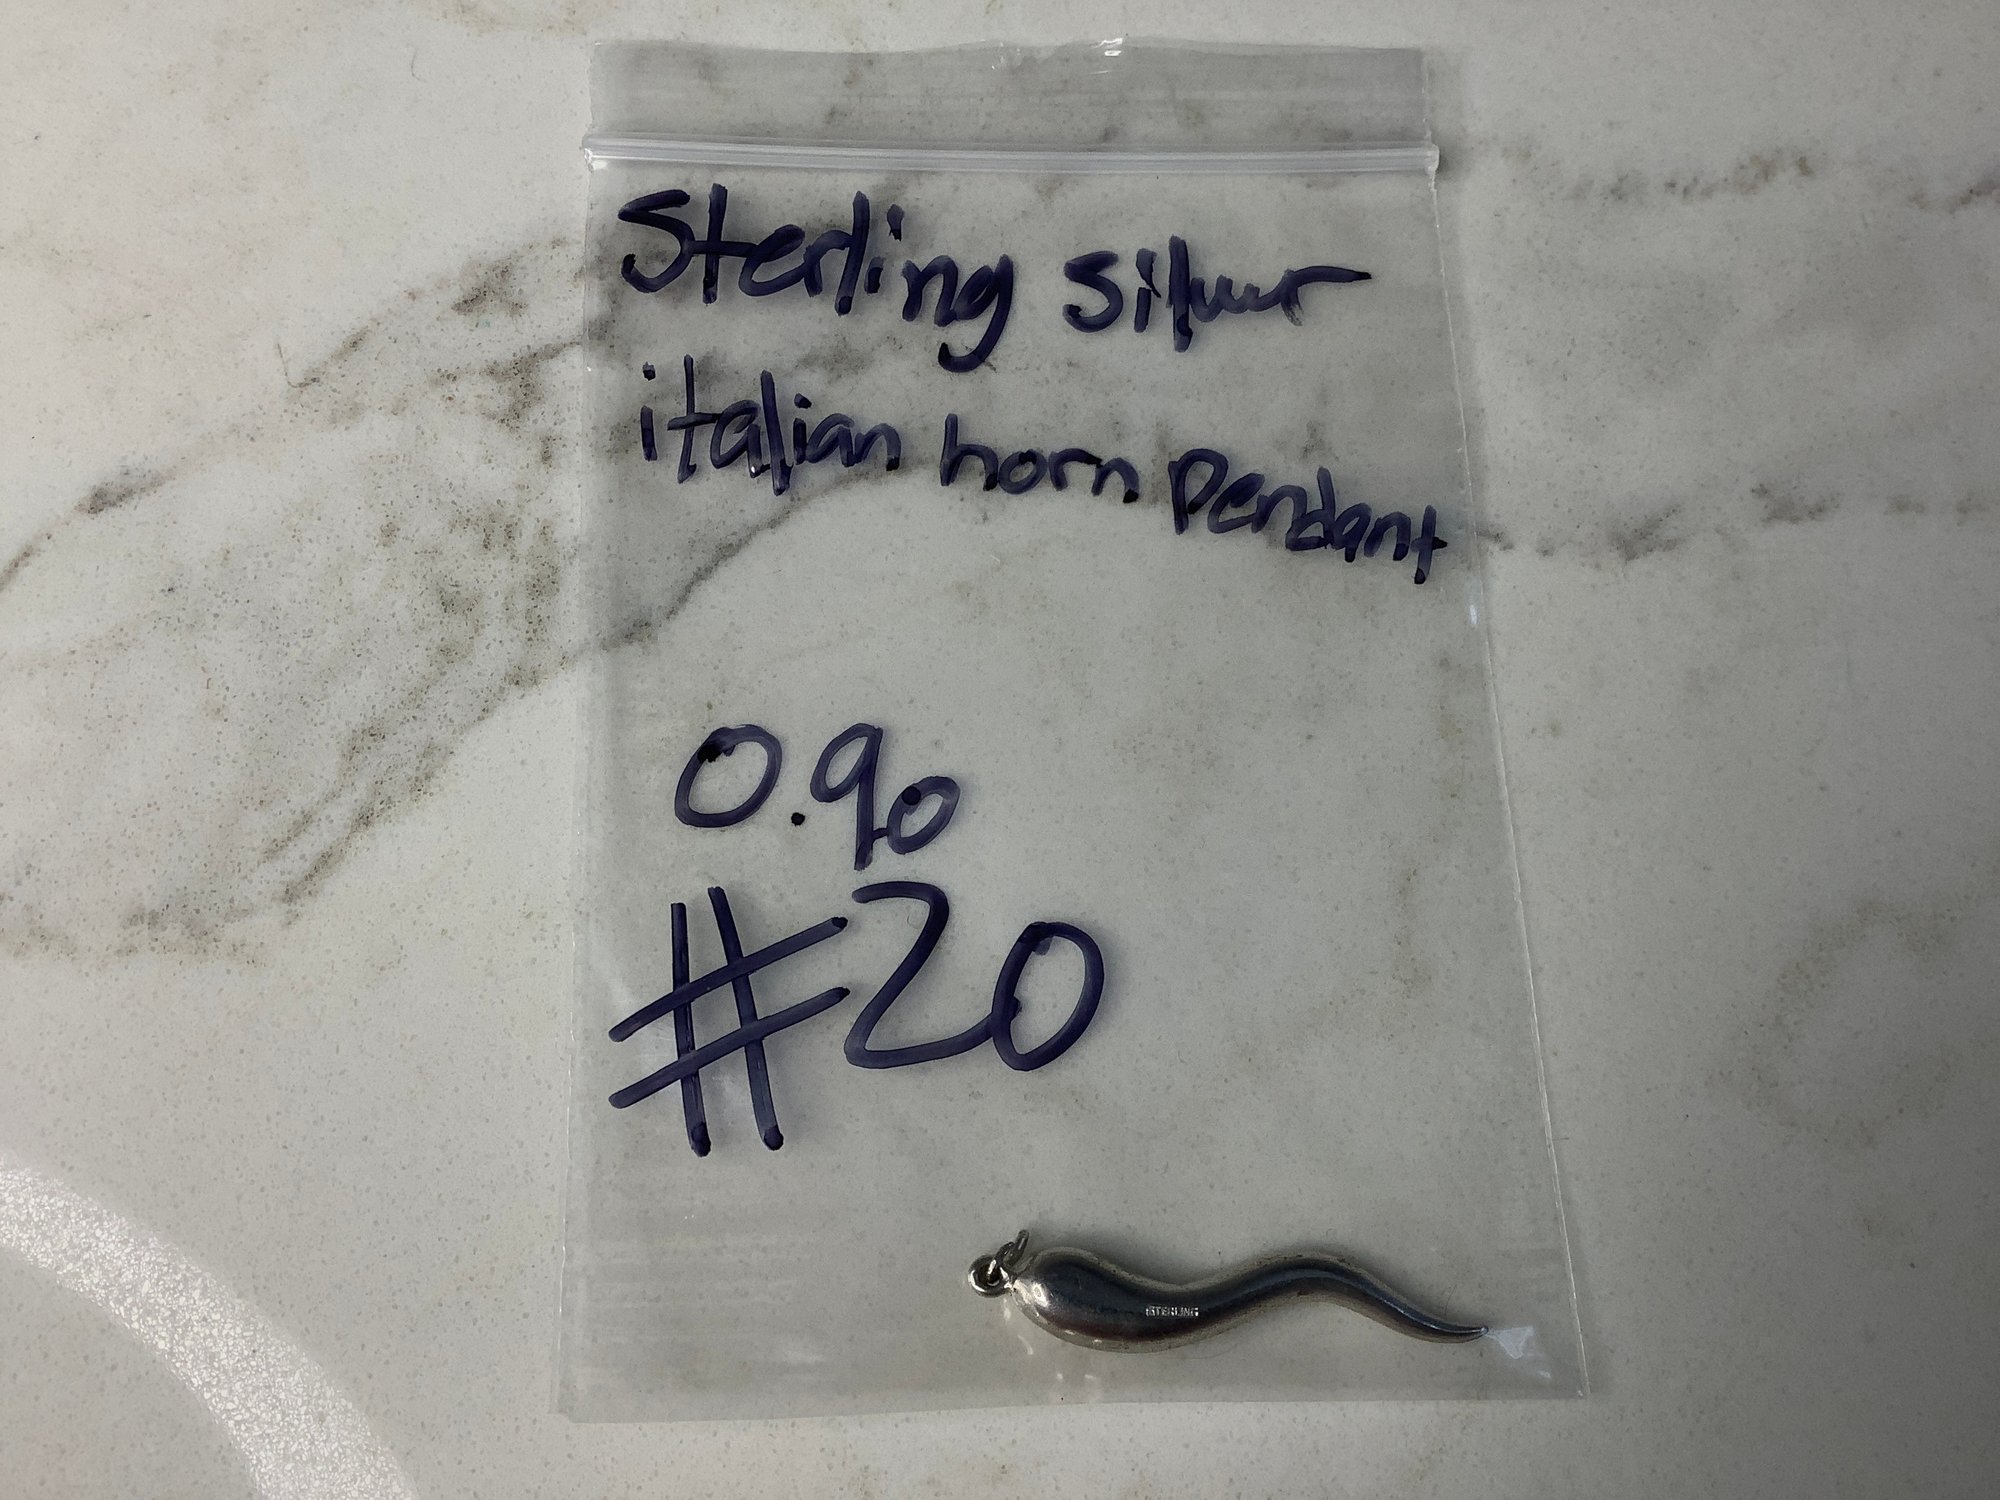 Sterling silver
italian horn pendant
0.90
#20
STERLING